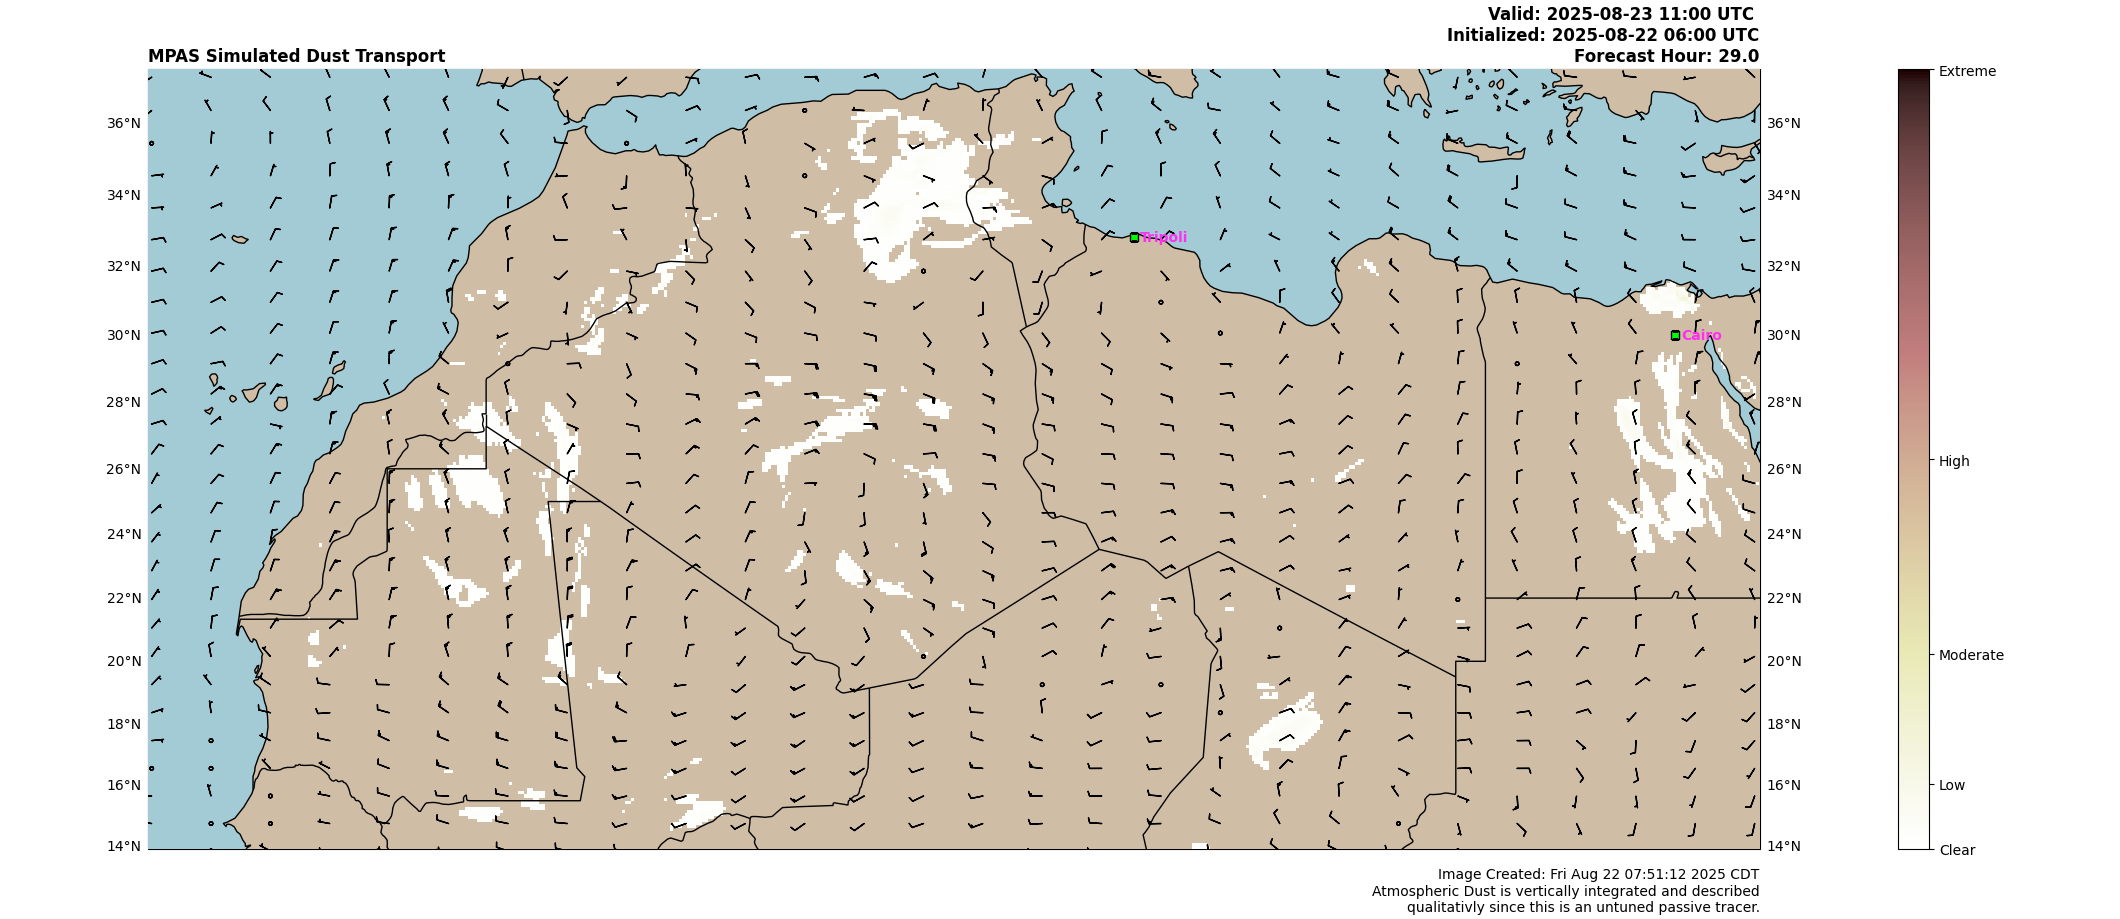 Valid: 2025-08-23 11:00 UTC
Initialized: 2025-08-22 06:00 UTC
MPAS Simulated Dust Transport
Forecast Hour: 29.0
36°N
34°N
32°N
30°N
28°N
26°N
24°N
22°N
20°N
18°N
16°N
14°N
Tripoli
Cairo
36°N
34°N
32°N
30°N
28°N
26°N
24°N
22°N
20°N
18°N
16°N
14°N
Extreme
High
Moderate
Low
Clear
Image Created: Fri Aug 22 07:51:12 2025 CDT
Atmospheric Dust is vertically integrated and described
qualitativly since this is an untuned passive tracer.